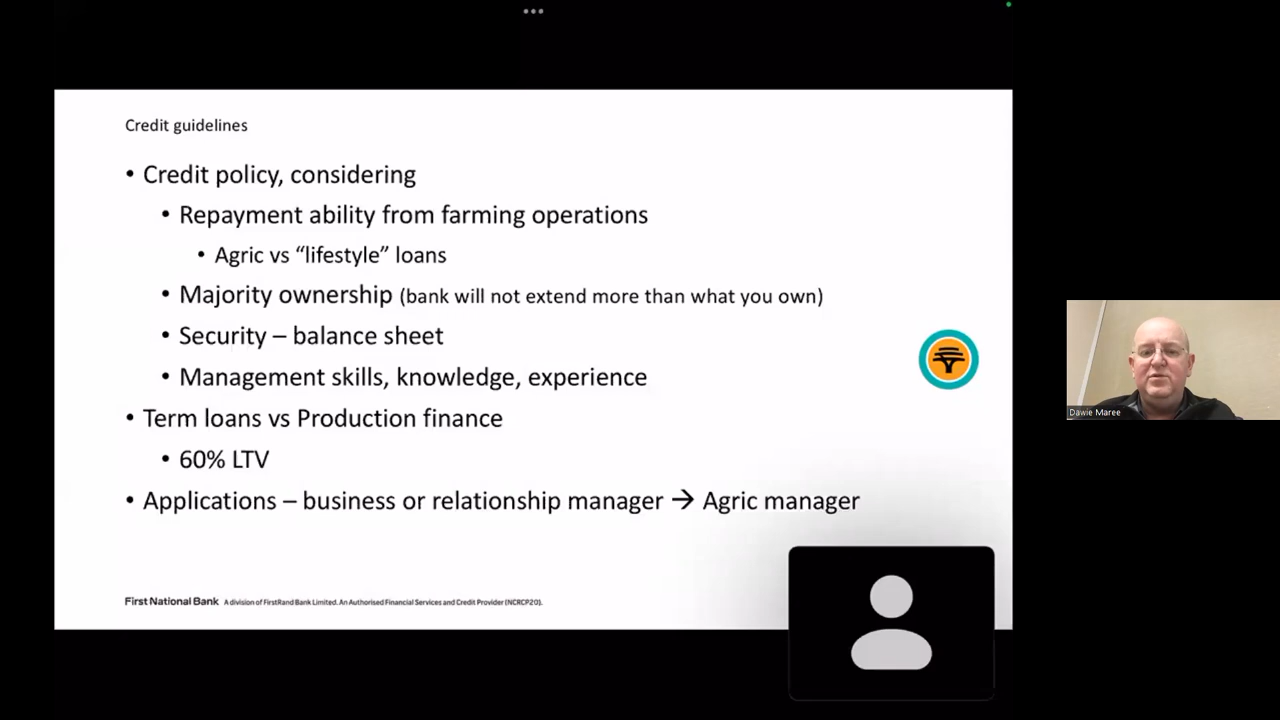 Credit guidelines
• Credit policy, considering
• Repayment ability from farming operations
• Agric vs “lifestyle” loans
• Majority ownership (bank will not extend more than what you own)
• Security – balance sheet
• Management skills, knowledge, experience
• Term loans vs Production finance
• 60% LTV
• Applications – business or relationship manager → Agric manager
First National Bank A division of FirstRand Bank Limited. An Authorised Financial Services and Credit Provider (NCRCP20).
Dawie Maree